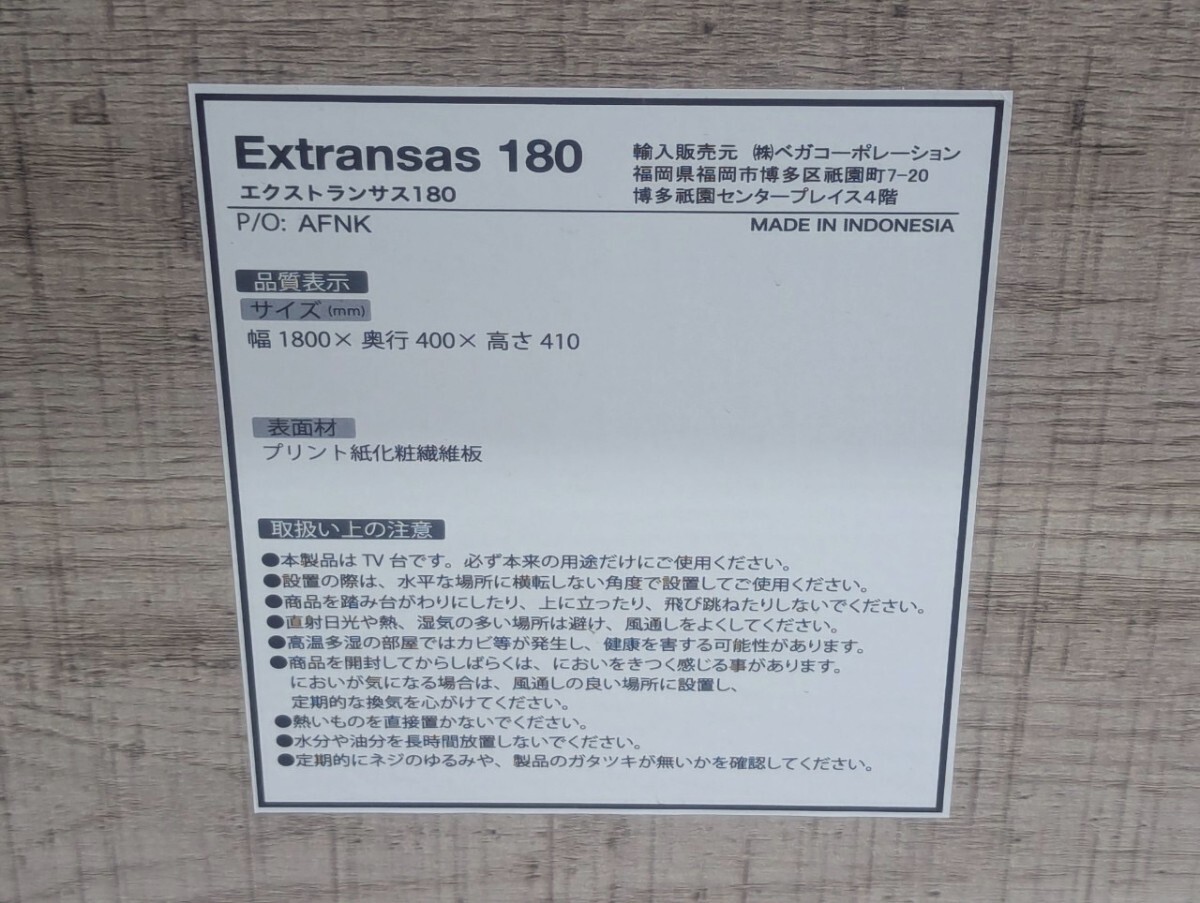 Extransas 180
エクストランサス180
輸入販売元 ㈱ベガコーポレーション
福岡県福岡市博多区祇園町7-20
博多祇園センタープレイス4階
P/O: AFNK
MADE IN INDONESIA
品質表示
サイズ(mm)
幅 1800× 奥行 400× 高さ 410
表面材
プリント紙化粧繊維板
取扱い上の注意
●本製品は TV 台です。必ず本来の用途だけにご使用ください。
●設置の際は、水平な場所に横転しない角度で設置してご使用ください。
●商品を踏み台がわりにしたり、上に立ったり、飛び跳ねたりしないでください。
●直射日光や熱、湿気の多い場所は避け、風通しをよくしてください。
●高温多湿の部屋ではカビ等が発生し、健康を害する可能性があります。
●商品を開封してからしばらくは、においをきつく感じる事があります。
においが気になる場合は、風通しの良い場所に設置し、
定期的な換気を心がけてください。
●熱いものを直接置かないでください。
●水分や油分を長時間放置しないでください。
●定期的にネジのゆるみや、製品のガタツキが無いかを確認してください。